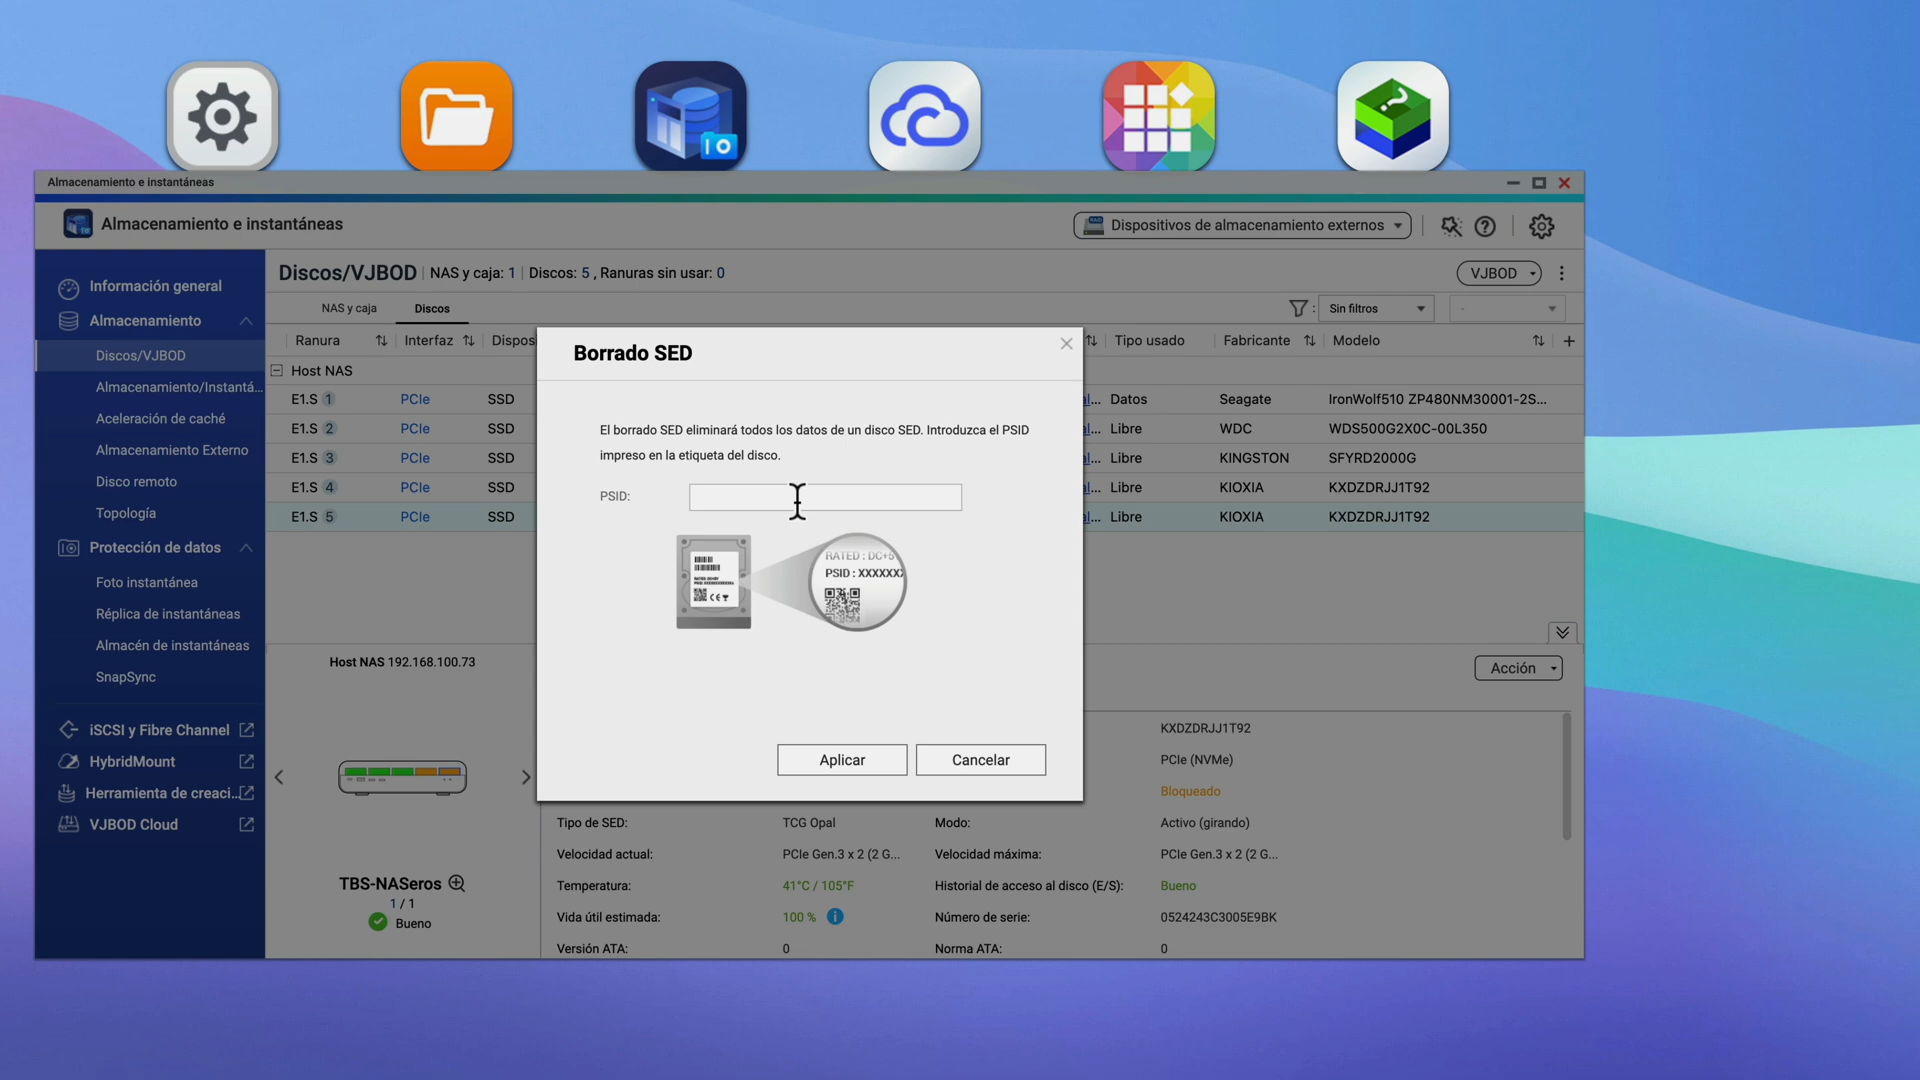 Almacenamiento e instantáneas
Almacenamiento e instantáneas
Dispositivos de almacenamiento externos
Información general
Almacenamiento
Discos/VJBOD
Almacenamiento/Instantá...
Aceleración de caché
Almacenamiento Externo
Disco remoto
Topología
Protección de datos
Foto instantánea
Réplica de instantáneas
Almacén de instantáneas
SnapSync
iSCSI y Fibre Channel
HybridMount
Herramienta de creaci...
VJBOD Cloud
Discos/VJBOD | NAS y caja: 1 | Discos: 5 , Ranuras sin usar: 0
VJBOD
NAS y caja
Discos
Sin filtros
-
Ranura Interfaz Dispos Tipo usado Fabricante Modelo
Host NAS
E1.S 1 PCIe SSD al... Datos Seagate IronWolf510 ZP480NM30001-2S...
E1.S 2 PCIe SSD al... Libre WDC WDS500G2X0C-00L350
E1.S 3 PCIe SSD al... Libre KINGSTON SFYRD2000G
E1.S 4 PCIe SSD al... Libre KIOXIA KXDZDRJJ1T92
E1.S 5 PCIe SSD al... Libre KIOXIA KXDZDRJJ1T92
Borrado SED
El borrado SED eliminará todos los datos de un disco SED. Introduzca el PSID
impreso en la etiqueta del disco.
PSID:
RATED : DC+5
PSID : XXXXXXX
Aplicar
Cancelar
Host NAS 192.168.100.73
TBS-NASeros
1 / 1
Bueno
Acción
KXDZDRJJ1T92
PCIe (NVMe)
Bloqueado
Tipo de SED: TCG Opal Modo: Activo (girando)
Velocidad actual: PCIe Gen.3 x 2 (2 G... Velocidad máxima: PCIe Gen.3 x 2 (2 G...
Temperatura: 41°C / 105°F Historial de acceso al disco (E/S): Bueno
Vida útil estimada: 100 % Número de serie: 0524243C3005E9BK
Versión ATA: 0 Norma ATA: 0